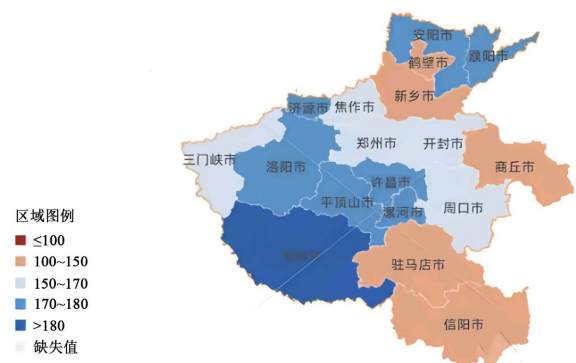 安阳市
濮阳市
鹤壁市
新乡市
济源市
焦作市
郑州市
开封市
三门峡市
洛阳市
商丘市
许昌市
平顶山市
漯河市
周口市
驻马店市
信阳市
区域图例
≤100
100~150
150~170
170~180
>180
缺失值